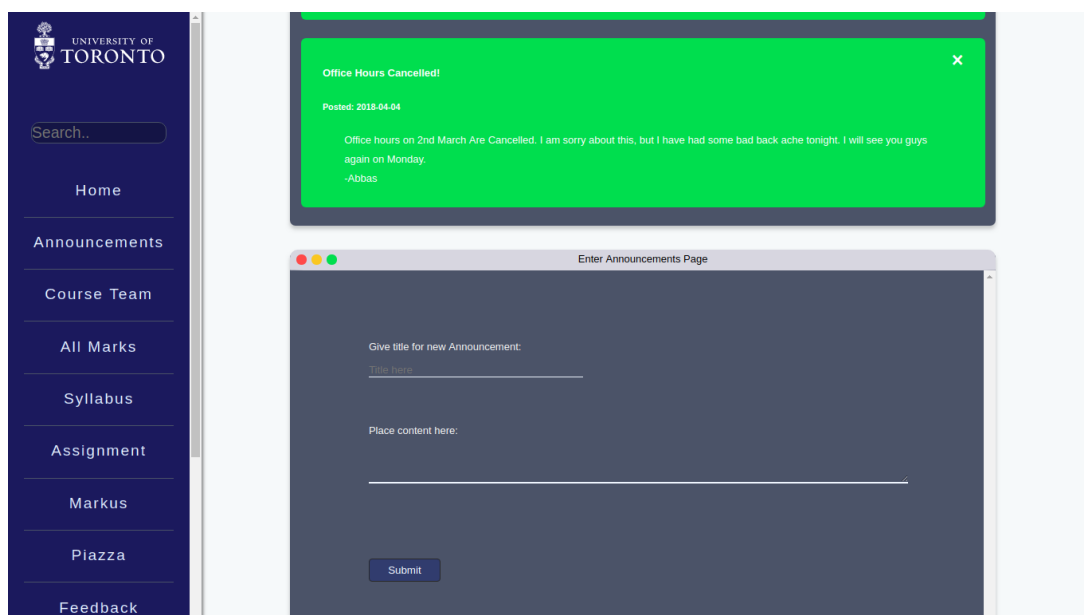 UNIVERSITY OF
TORONTO
Search..
Home
Announcements
Course Team
All Marks
Syllabus
Assignment
Markus
Piazza
Feedback
Office Hours Cancelled!
×
Posted: 2018-04-04
Office hours on 2nd March Are Cancelled. I am sorry about this, but I have had some bad back ache tonight. I will see you guys
again on Monday.
-Abbas
Enter Announcements Page
Give title for new Announcement:
Title here
Place content here:
Submit